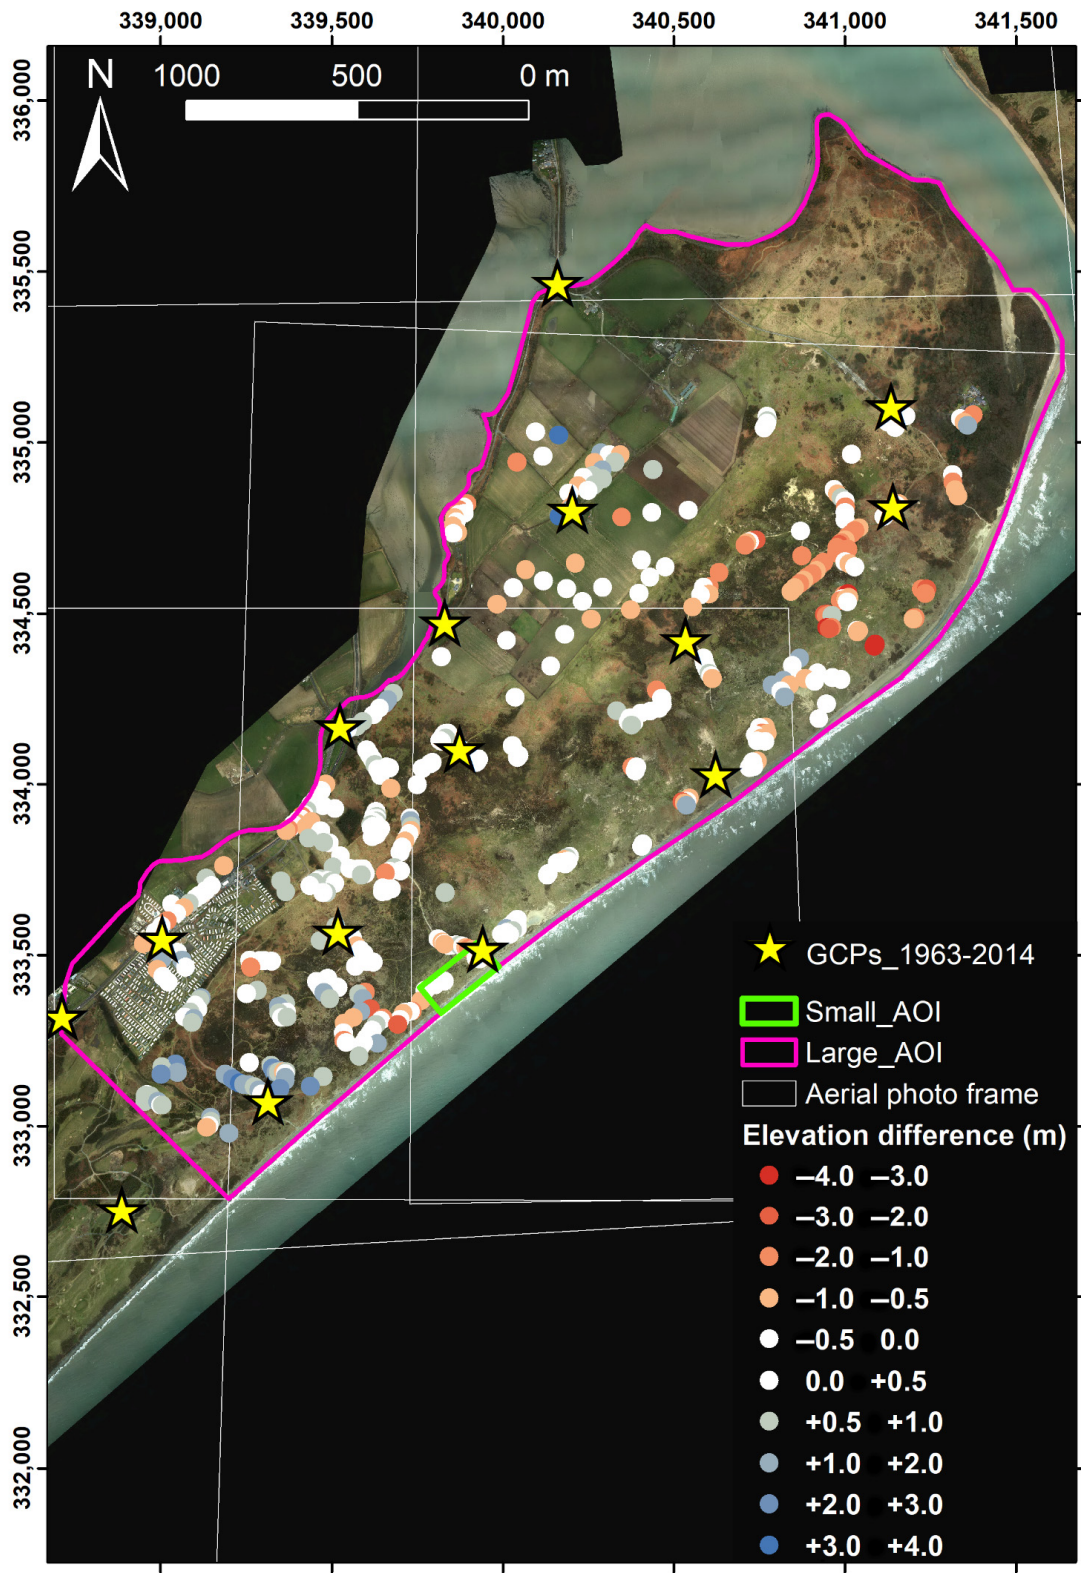 339,000 339,500 340,000 340,500 341,000 341,500
N 1000 500 0 m
336,000
335,500
335,000
334,500
334,000
333,500
333,000
332,500
332,000
GCPs_1963-2014
Small_AOI
Large_AOI
Aerial photo frame
Elevation difference (m)
–4.0 –3.0
–3.0 –2.0
–2.0 –1.0
–1.0 –0.5
–0.5 0.0
0.0 +0.5
+0.5 +1.0
+1.0 +2.0
+2.0 +3.0
+3.0 +4.0